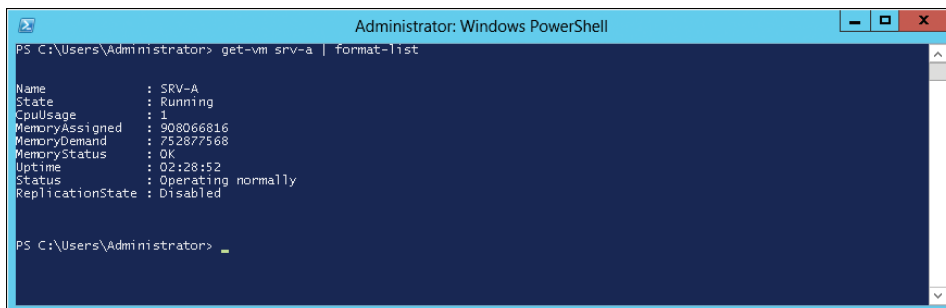 Administrator: Windows PowerShell
PS C:\Users\Administrator> get-vm srv-a | format-list
Name : SRV-A
State : Running
CpuUsage : 1
MemoryAssigned : 908066816
MemoryDemand : 752877568
MemoryStatus : OK
Uptime : 02:28:52
Status : Operating normally
ReplicationState : Disabled
PS C:\Users\Administrator> _